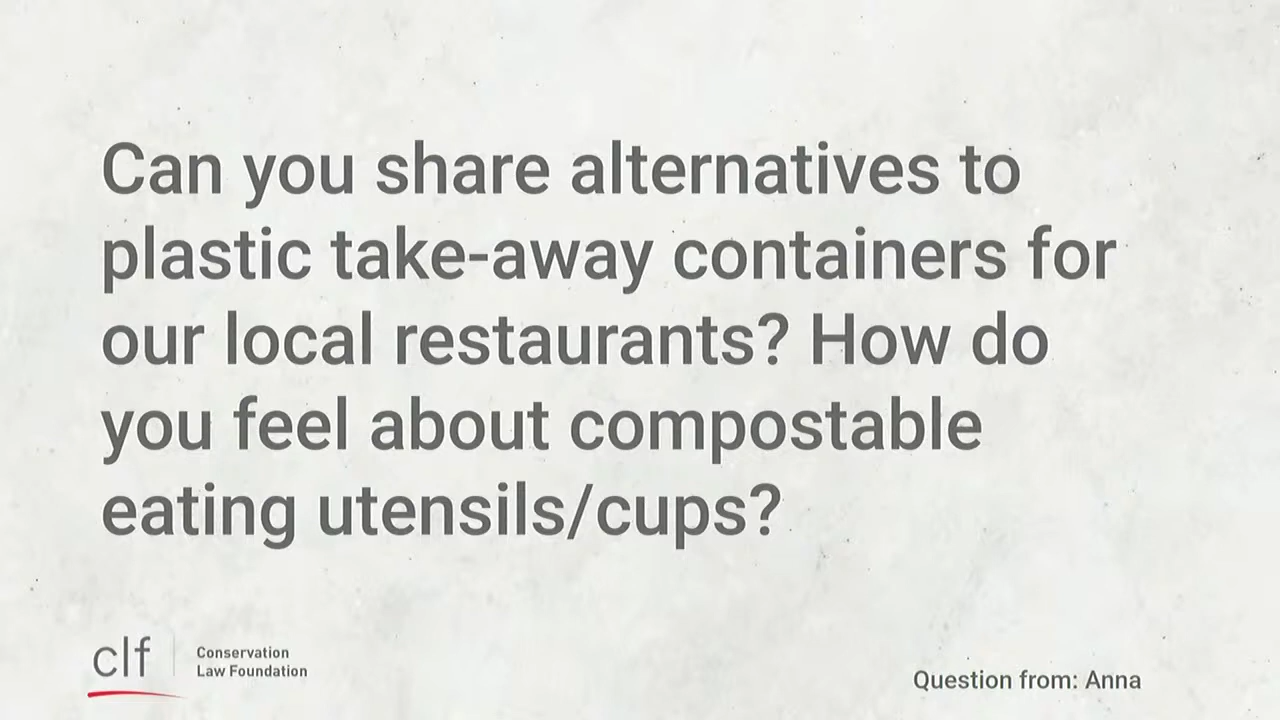 Can you share alternatives to
plastic take-away containers for
our local restaurants? How do
you feel about compostable
eating utensils/cups?
clf
Conservation
Law Foundation
Question from: Anna